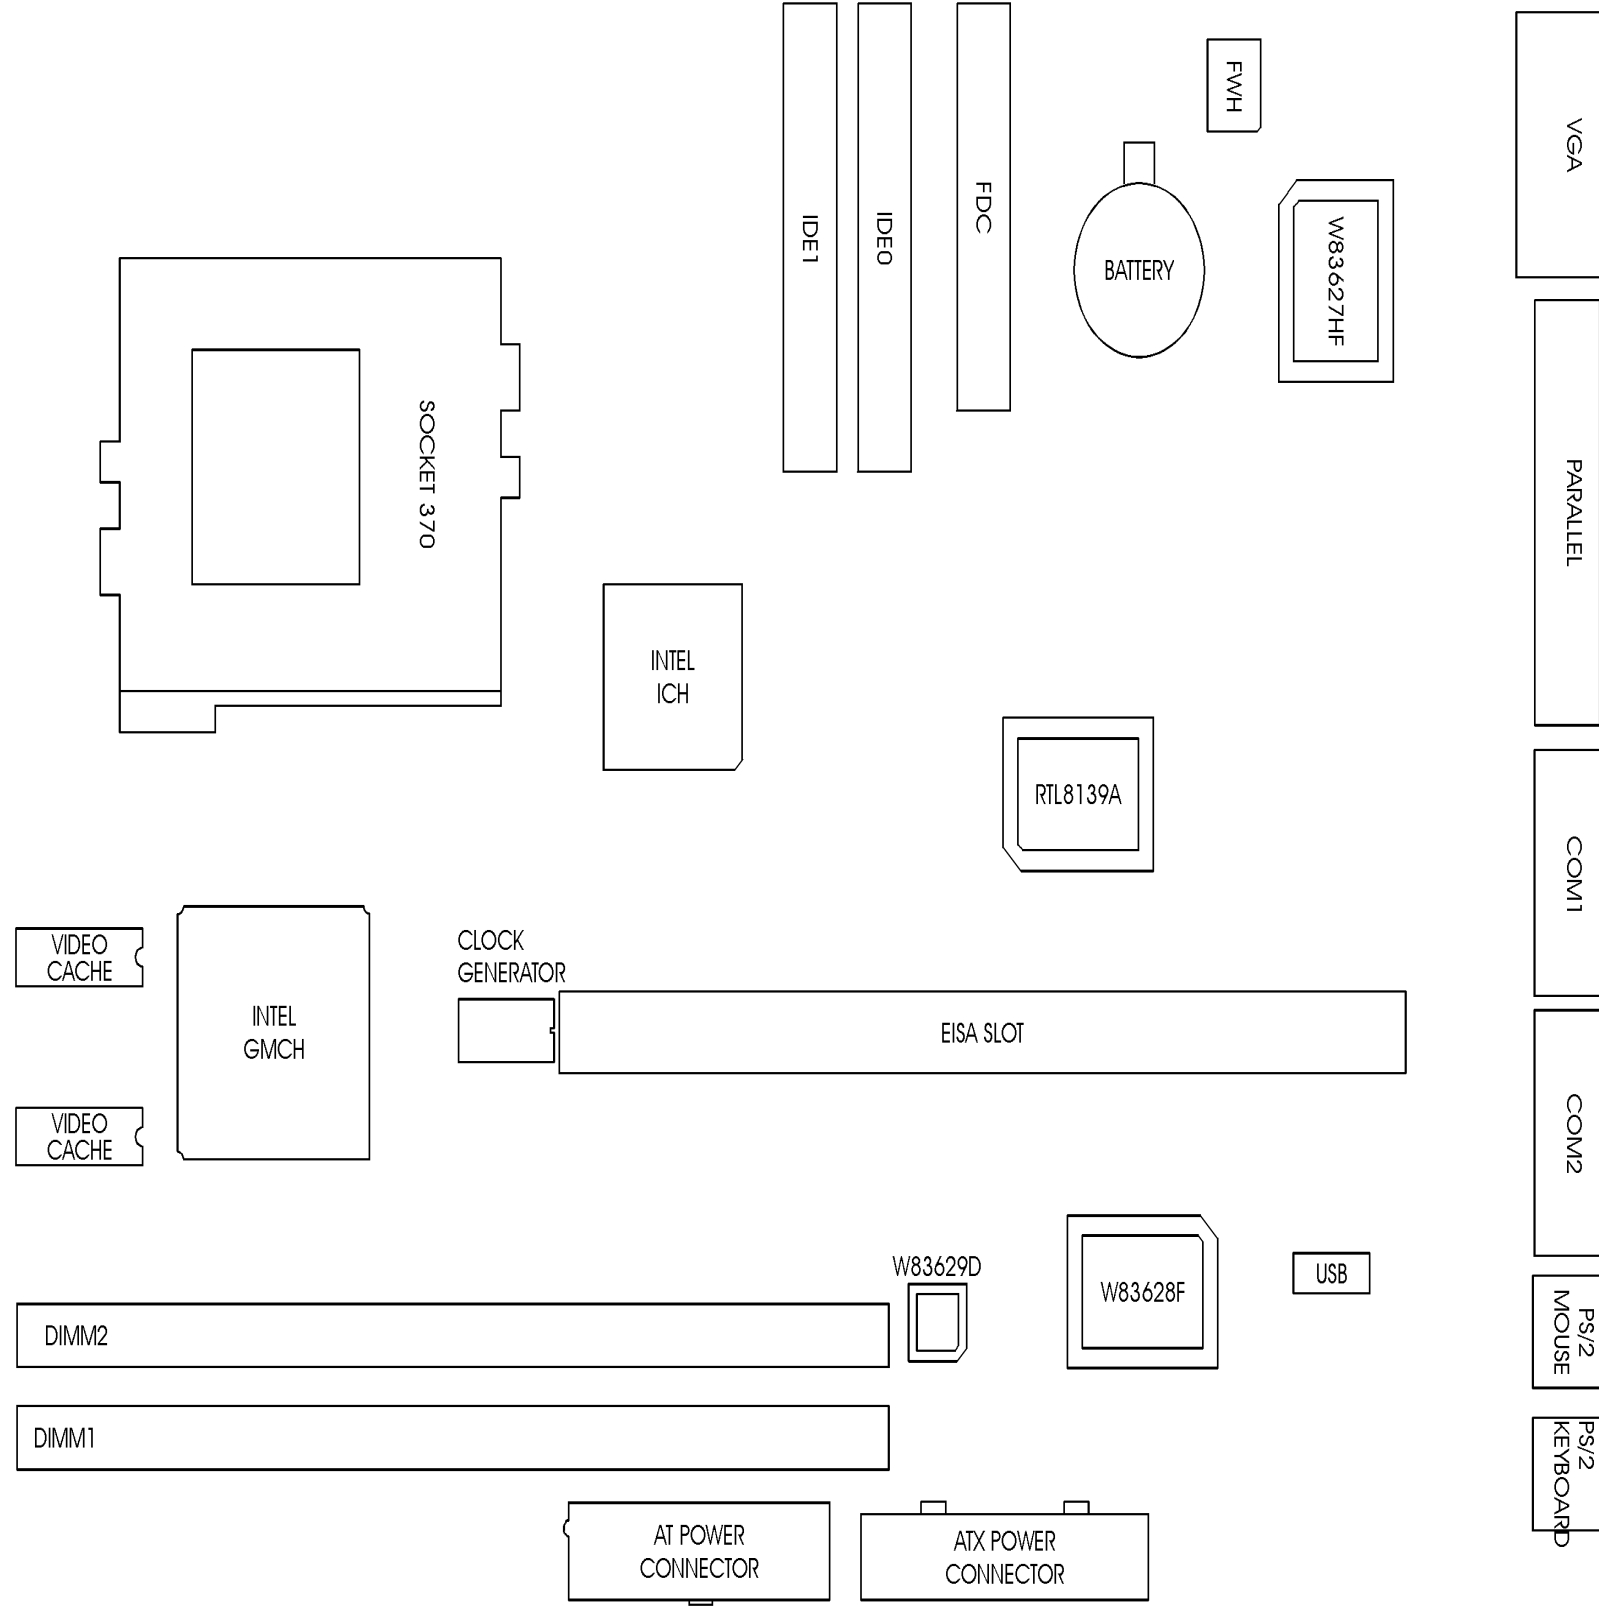 FWH
VGA
IDE1
IDE0
FDC
BATTERY
W83627HF
SOCKET 370
PARALLEL
INTEL
ICH
RTL8139A
COM1
VIDEO
CACHE
CLOCK
GENERATOR
INTEL
GMCH
EISA SLOT
VIDEO
CACHE
COM2
W83629D
W83628F
USB
PS/2
MOUSE
DIMM2
DIMM1
PS/2
KEYBOARD
AT POWER
CONNECTOR
ATX POWER
CONNECTOR